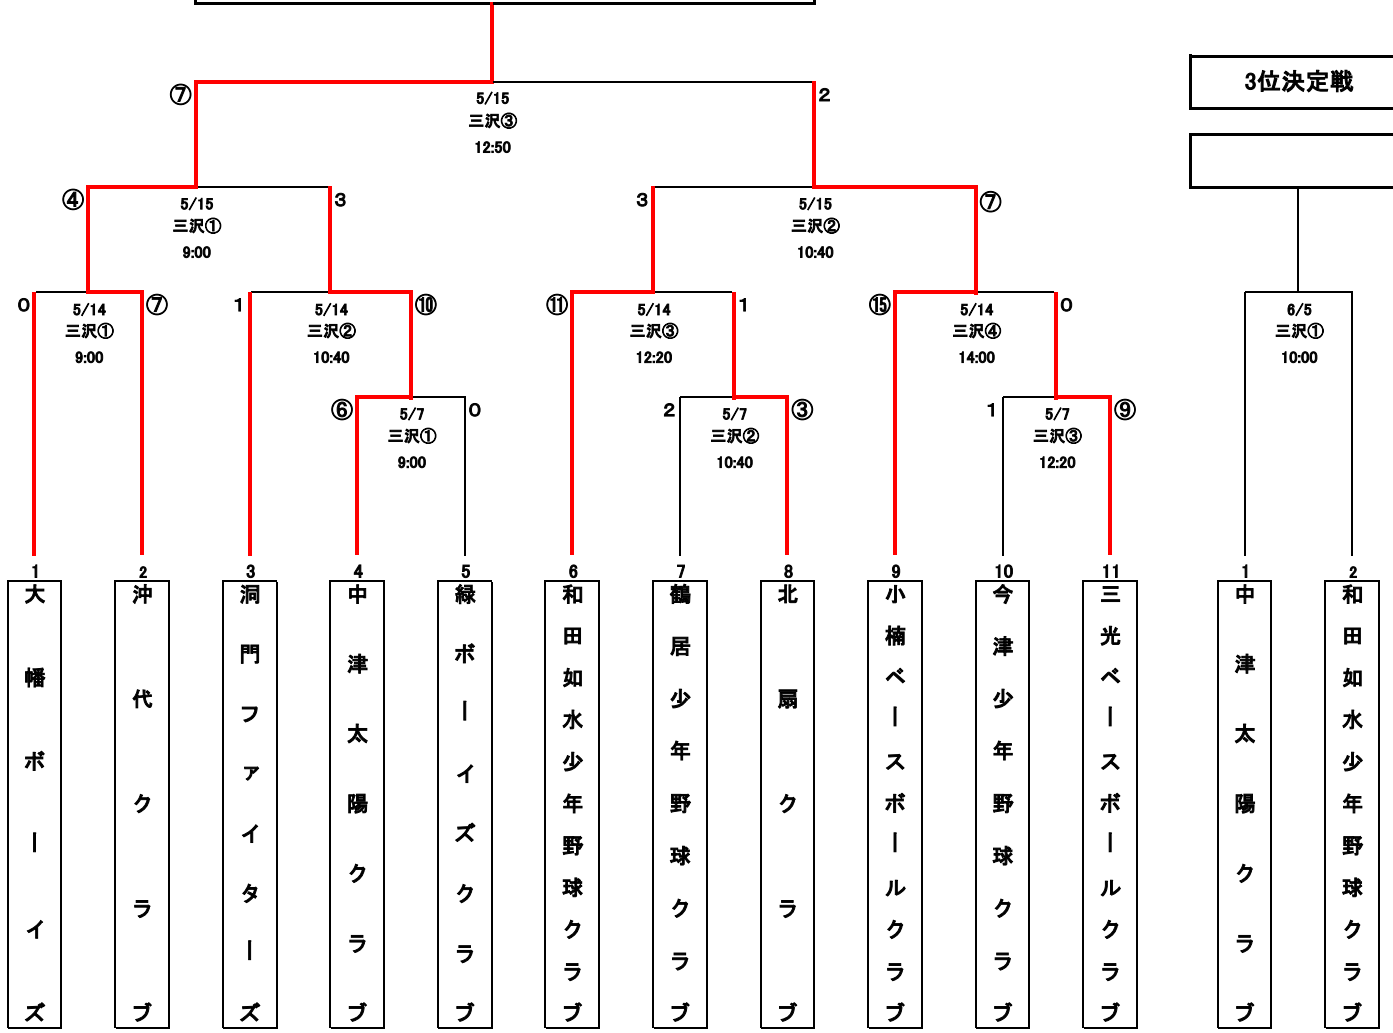 3位決定戦
⑦
5/15
三沢③
12:50
2
④
5/15
三沢①
9:00
3
3
5/15
三沢②
10:40
⑦
0
5/14
三沢①
9:00
⑦
1
5/14
三沢②
10:40
⑩
⑪
5/14
三沢③
12:20
1
⑮
5/14
三沢④
14:00
0
6/5
三沢①
10:00
⑥
5/7
三沢①
9:00
0
2
5/7
三沢②
10:40
③
1
5/7
三沢③
12:20
⑨
1
大幡ボーイズ
2
沖代クラブ
3
洞門ファイターズ
4
中津太陽クラブ
5
緑ボーイズクラブ
6
和田如水少年野球クラブ
7
鶴居少年野球クラブ
8
北扇クラブ
9
小楠ベースボールクラブ
10
今津少年野球クラブ
11
三光ベースボールクラブ
1
中津太陽クラブ
2
和田如水少年野球クラブ